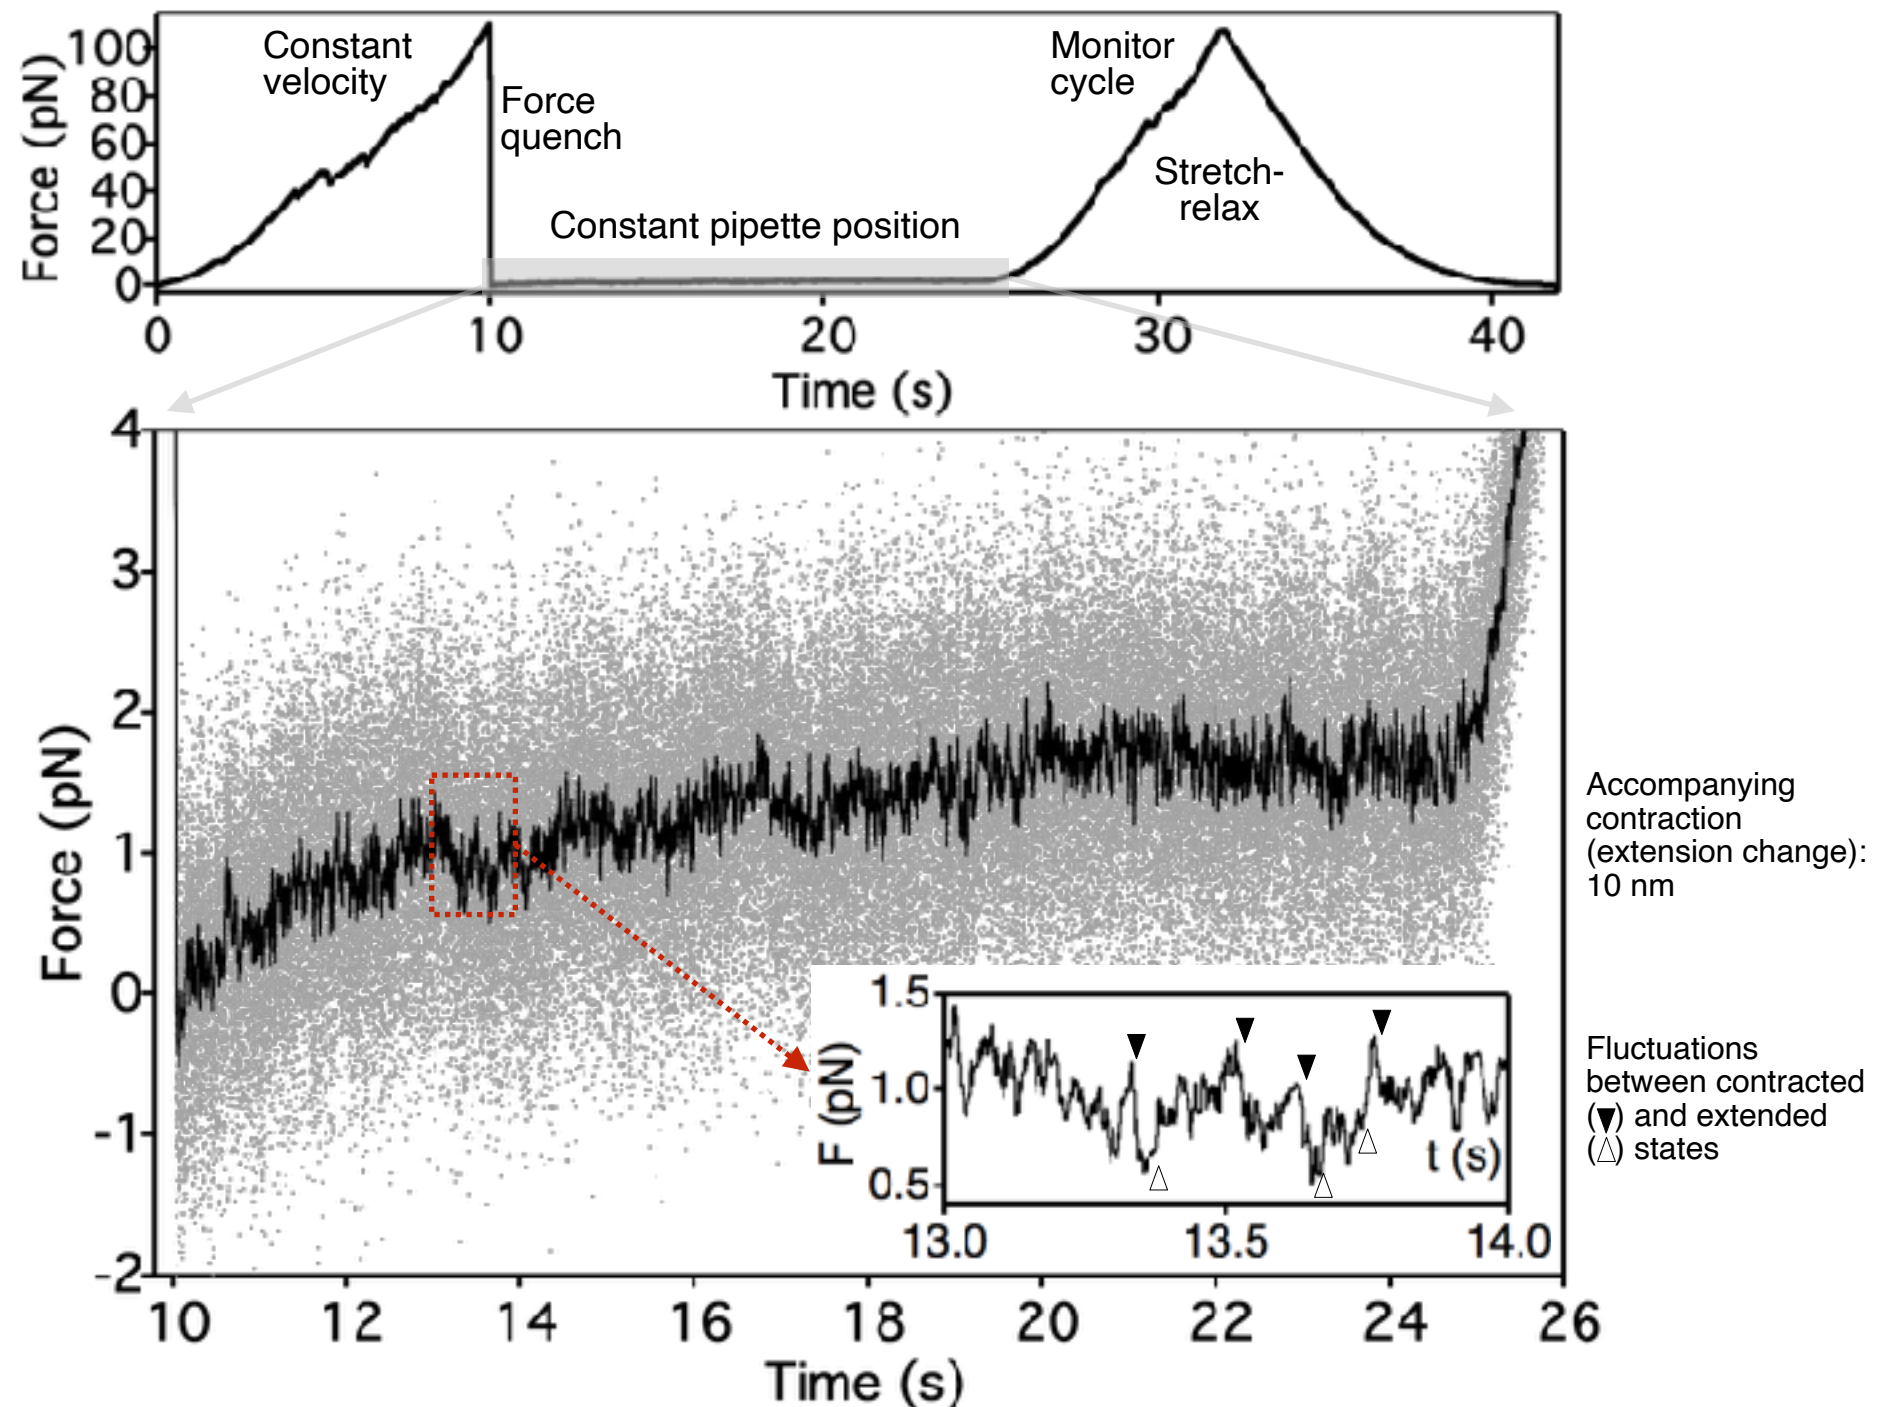 Force (pN)
100
80
60
40
20
0
Constant
velocity
Force
quench
Constant pipette position
Monitor
cycle
Stretch-
relax
0 10 20 30 40
Time (s)
Force (pN)
4
3
2
1
0
-1
-2
10 12 14 16 18 20 22 24 26
Time (s)
F (pN)
1.5
1.0
0.5
t (s)
13.0 13.5 14.0
Accompanying
contraction
(extension change):
10 nm
Fluctuations
between contracted
(▼) and extended
(△) states